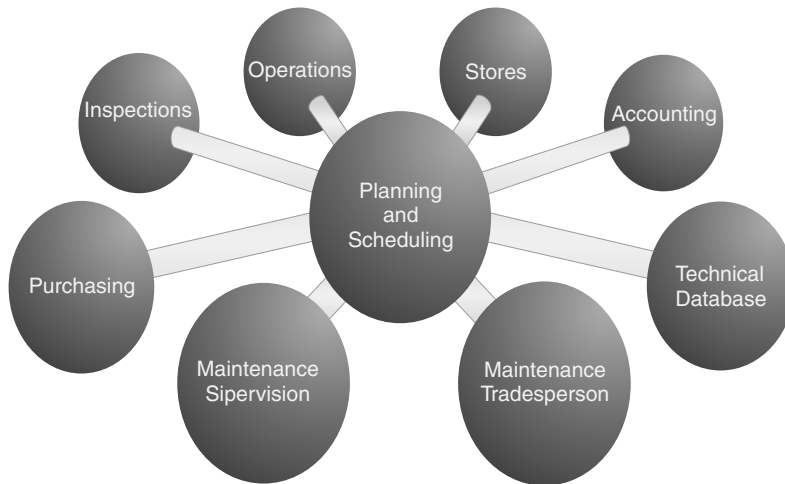 Operations
Stores
Inspections
Accounting
Planning
and
Scheduling
Purchasing
Technical
Database
Maintenance
Sipervision
Maintenance
Tradesperson